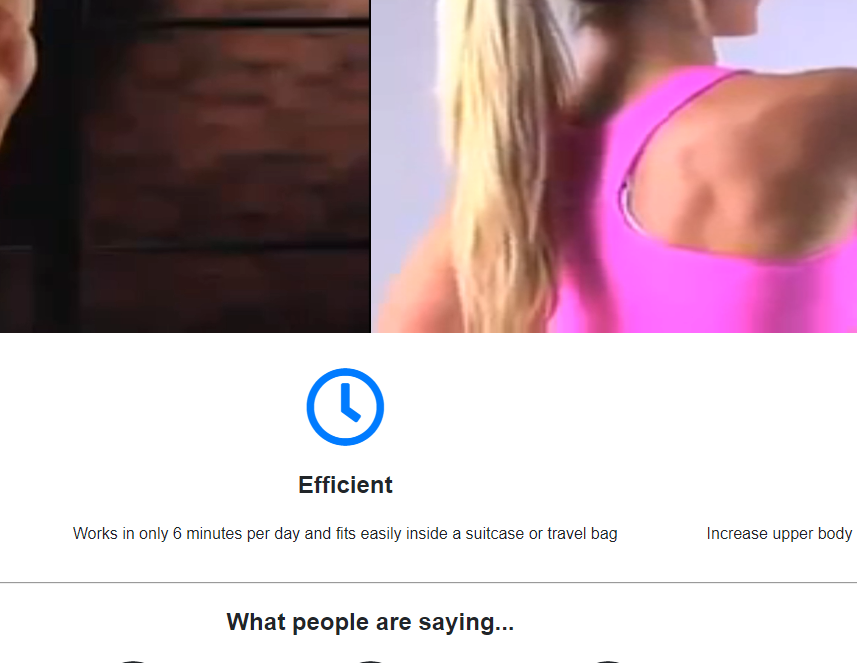 Efficient
Works in only 6 minutes per day and fits easily inside a suitcase or travel bag
Increase upper body
What people are saying...